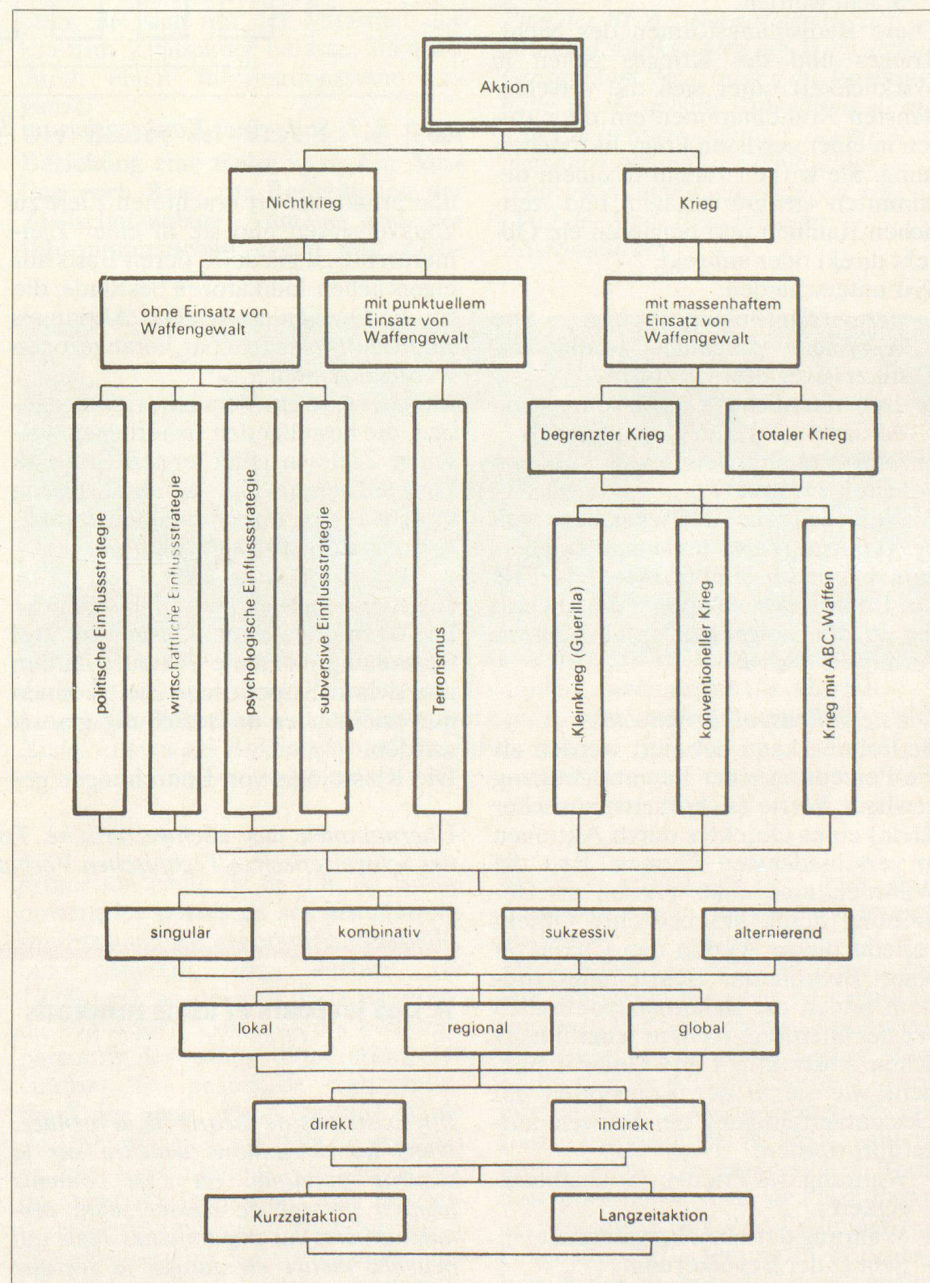 Aktion
Nichtkrieg
Krieg
ohne Einsatz von
Waffengewalt
mit punktuellem
Einsatz von
Waffengewalt
mit massenhaftem
Einsatz von
Waffengewalt
begrenzter Krieg
totaler Krieg
politische Einflussstrategie
wirtschaftliche Einflussstrategie
psychologische Einflussstrategie
subversive Einflussstrategie
Terrorismus
Kleinkrieg (Guerilla)
konventioneller Krieg
Krieg mit ABC-Waffen
singulär
kombinativ
sukzessiv
alternierend
lokal
regional
global
direkt
indirekt
Kurzzeitaktion
Langzeitaktion